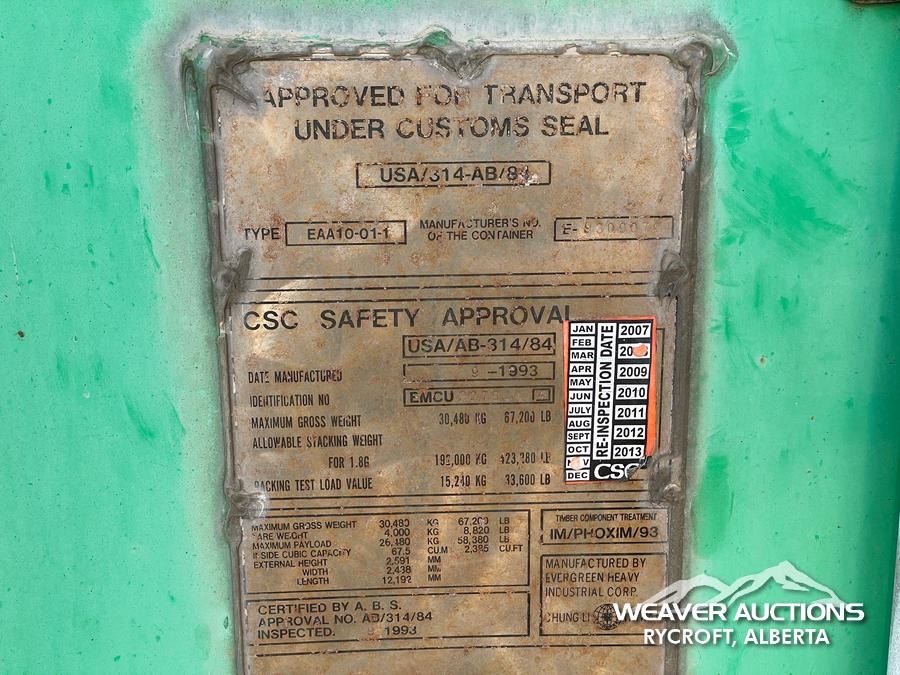 APPROVED FOR TRANSPORT
UNDER CUSTOMS SEAL
USA/314-AB/84
TYPE EAA10-01-1 MANUFACTURER'S NO. OF THE CONTAINER E-
CSC SAFETY APPROVAL
USA/AB-314/84
DATE MANUFACTURED 9 -1993
IDENTIFICATION NO EMCU
MAXIMUM GROSS WEIGHT 30,480 KG 67,200 LB
ALLOWABLE STACKING WEIGHT
FOR 1.8G 192,000 KG 423,280 LB
RACKING TEST LOAD VALUE 15,240 KG 33,600 LB
JAN
FEB
MAR
APR
MAY
JUN
JULY
AUG
SEPT
OCT
NOV
DEC
RE-INSPECTION DATE
2007
2009
2010
2011
2012
2013
CSC
MAXIMUM GROSS WEIGHT 30,480 KG 67,200 LB
TARE WEIGHT 4,000 KG 8,820 LB
MAXIMUM PAYLOAD 26,480 KG 58,380 LB
INSIDE CUBIC CAPACITY 67.5 CU.M 2,385 CU.FT
EXTERNAL HEIGHT 2,591 MM
WIDTH 2,438 MM
LENGTH 12,192 MM
TIMBER COMPONENT TREATMENT
IM/PHOXIM/93
MANUFACTURED BY
EVERGREEN HEAVY
INDUSTRIAL CORP.
CHUNG LI
CERTIFIED BY A. B. S.
APPROVAL NO. AB/314/84
INSPECTED. 1993
WEAVER AUCTIONS
RYCROFT, ALBERTA